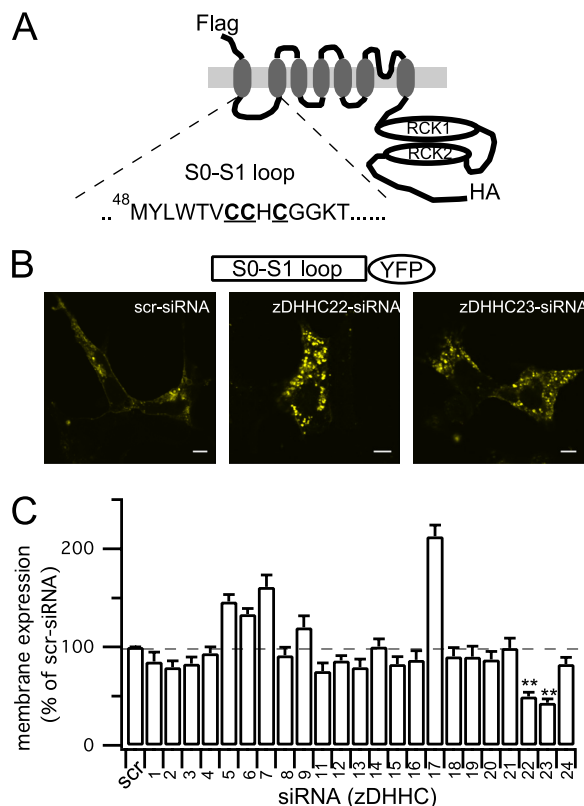 A
Flag
RCK1
RCK2
HA
S0-S1 loop
.. 48MYLWTVCCHCGGKT......
B
S0-S1 loop YFP
scr-siRNA
zDHHC22-siRNA
zDHHC23-siRNA
C
membrane expression
(% of scr-siRNA)
200
100
0
** **
scr 1 2 3 4 5 6 7 8 9 11 12 13 14 15 16 17 18 19 20 21 22 23 24
siRNA (zDHHC)